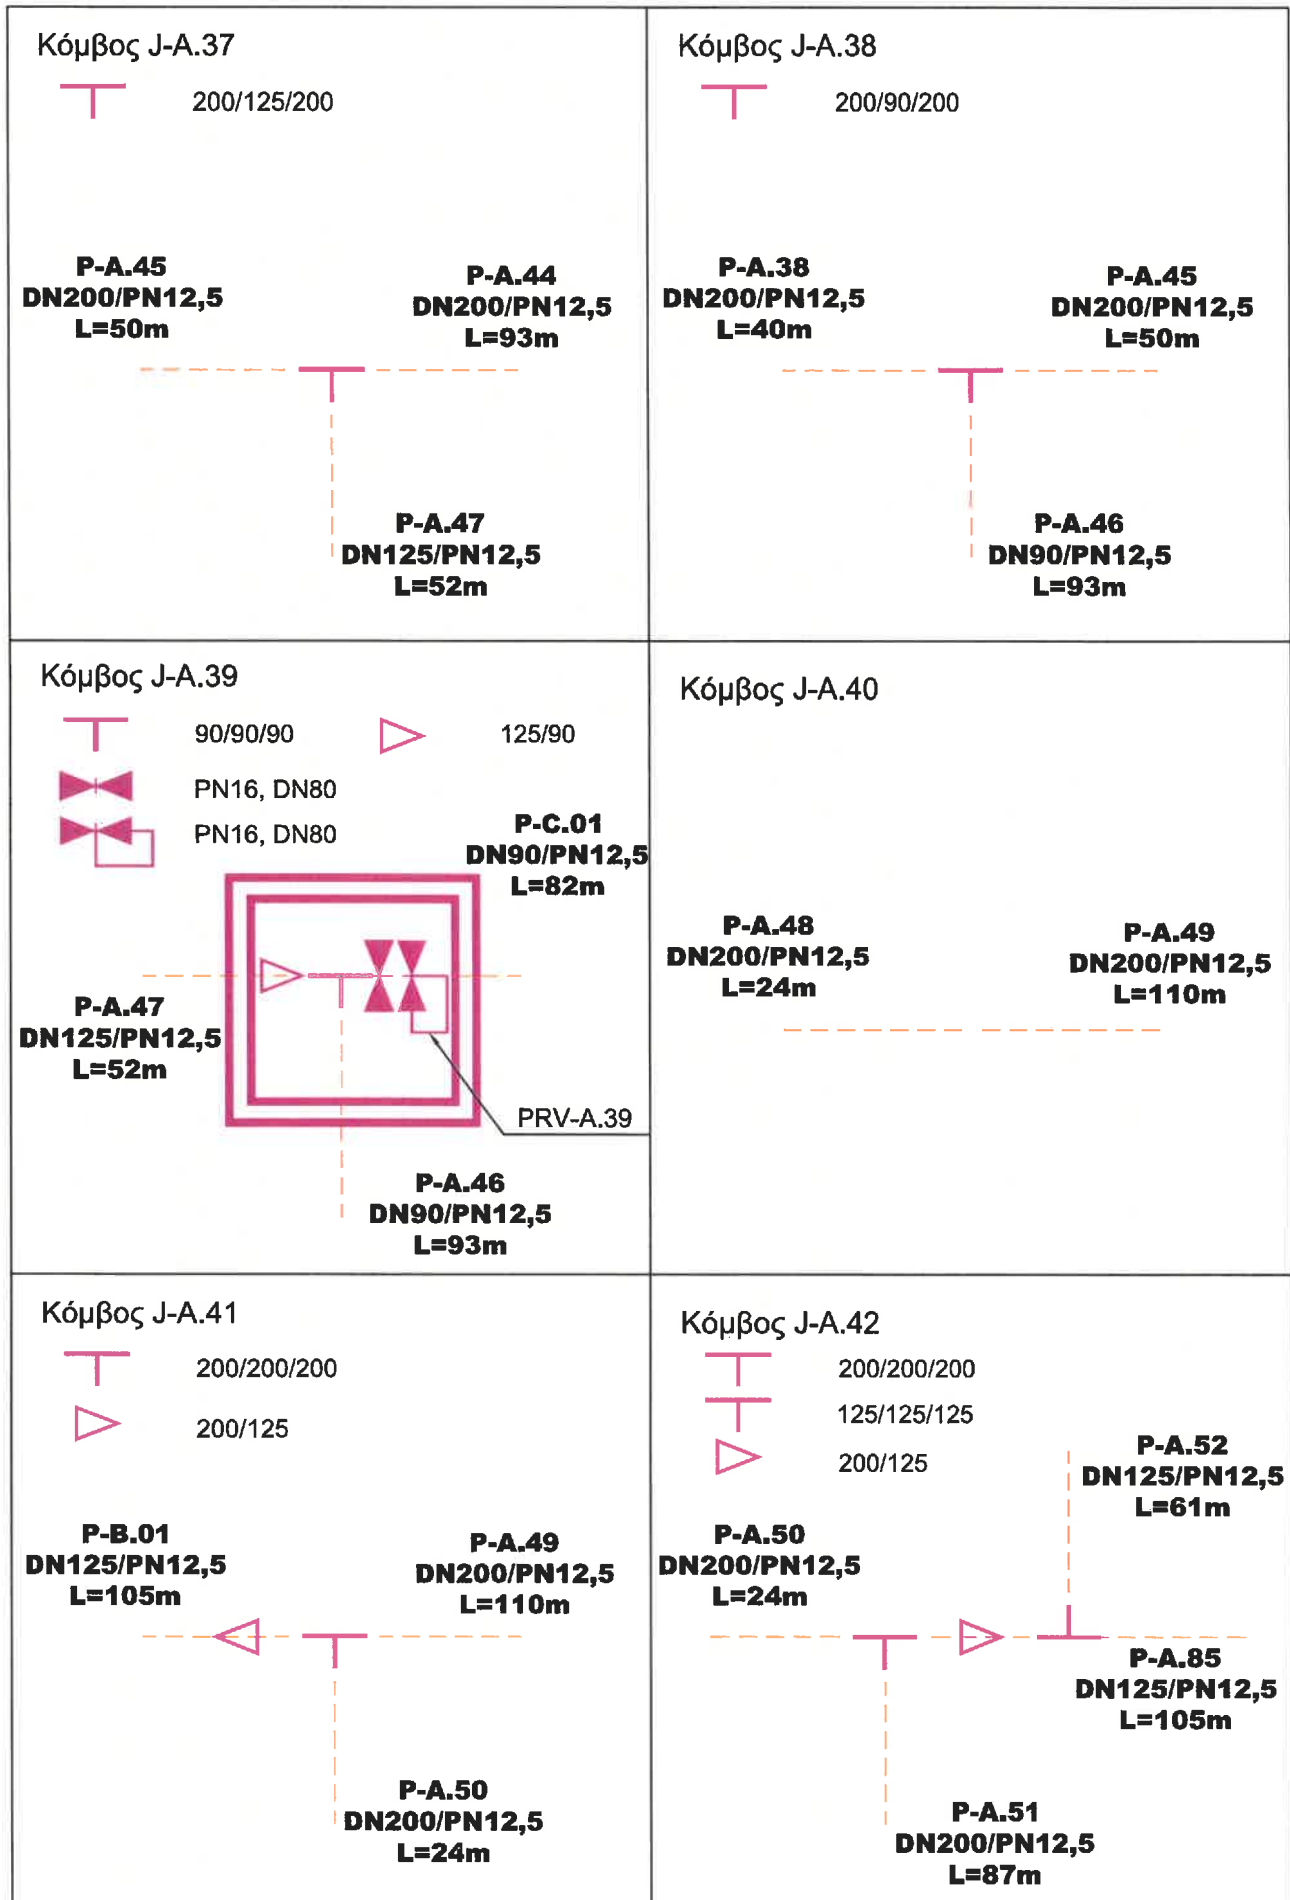 Κόμβος J-A.37
200/125/200
P-A.45
DN200/PN12,5
L=50m
P-A.44
DN200/PN12,5
L=93m
P-A.47
DN125/PN12,5
L=52m
Κόμβος J-A.38
200/90/200
P-A.38
DN200/PN12,5
L=40m
P-A.45
DN200/PN12,5
L=50m
P-A.46
DN90/PN12,5
L=93m
Κόμβος J-A.39
90/90/90
125/90
PN16, DN80
PN16, DN80
P-C.01
DN90/PN12,5
L=82m
P-A.47
DN125/PN12,5
L=52m
PRV-A.39
P-A.46
DN90/PN12,5
L=93m
Κόμβος J-A.40
P-A.48
DN200/PN12,5
L=24m
P-A.49
DN200/PN12,5
L=110m
Κόμβος J-A.41
200/200/200
200/125
P-B.01
DN125/PN12,5
L=105m
P-A.49
DN200/PN12,5
L=110m
P-A.50
DN200/PN12,5
L=24m
Κόμβος J-A.42
200/200/200
125/125/125
200/125
P-A.52
DN125/PN12,5
L=61m
P-A.50
DN200/PN12,5
L=24m
P-A.85
DN125/PN12,5
L=105m
P-A.51
DN200/PN12,5
L=87m